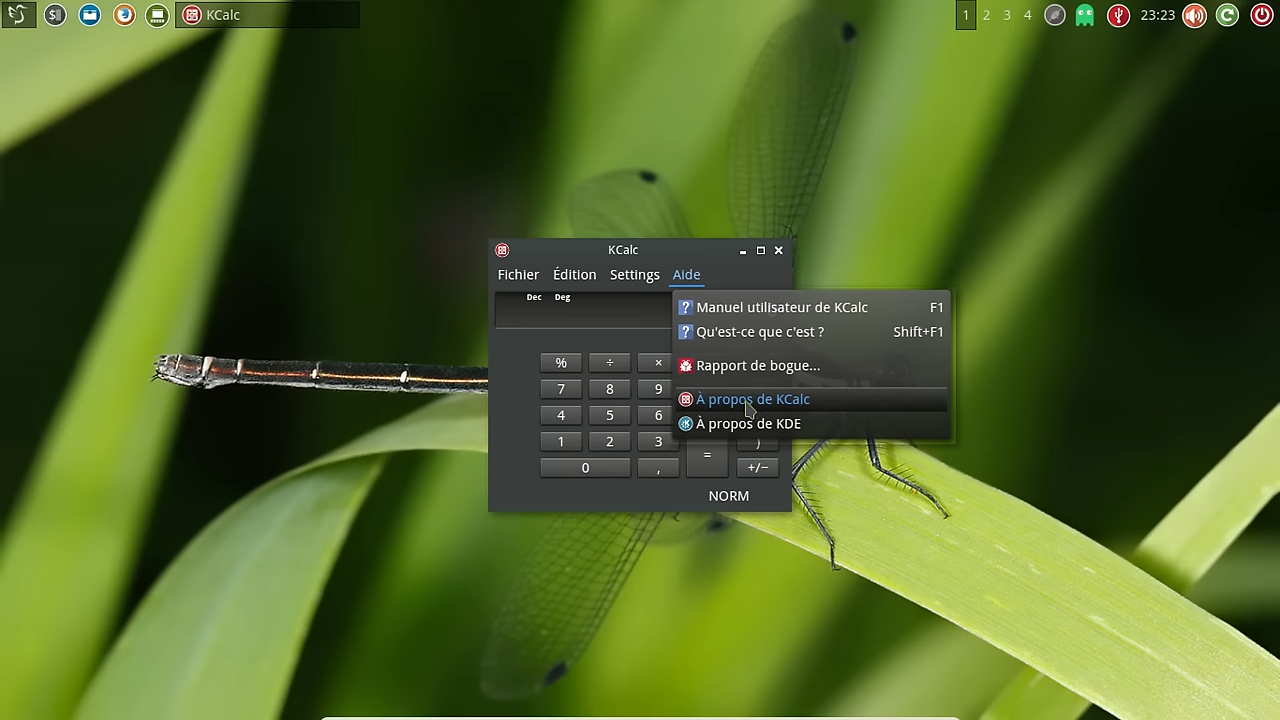 KCalc
1 2 3 4
23:23
KCalc
Fichier Édition Settings Aide
Dec Deg
Manuel utilisateur de KCalc F1
Qu'est-ce que c'est ? Shift+F1
Rapport de bogue...
À propos de KCalc
À propos de KDE
% ÷ ×
7 8 9
4 5 6
1 2 3 = )
0 , +/−
NORM